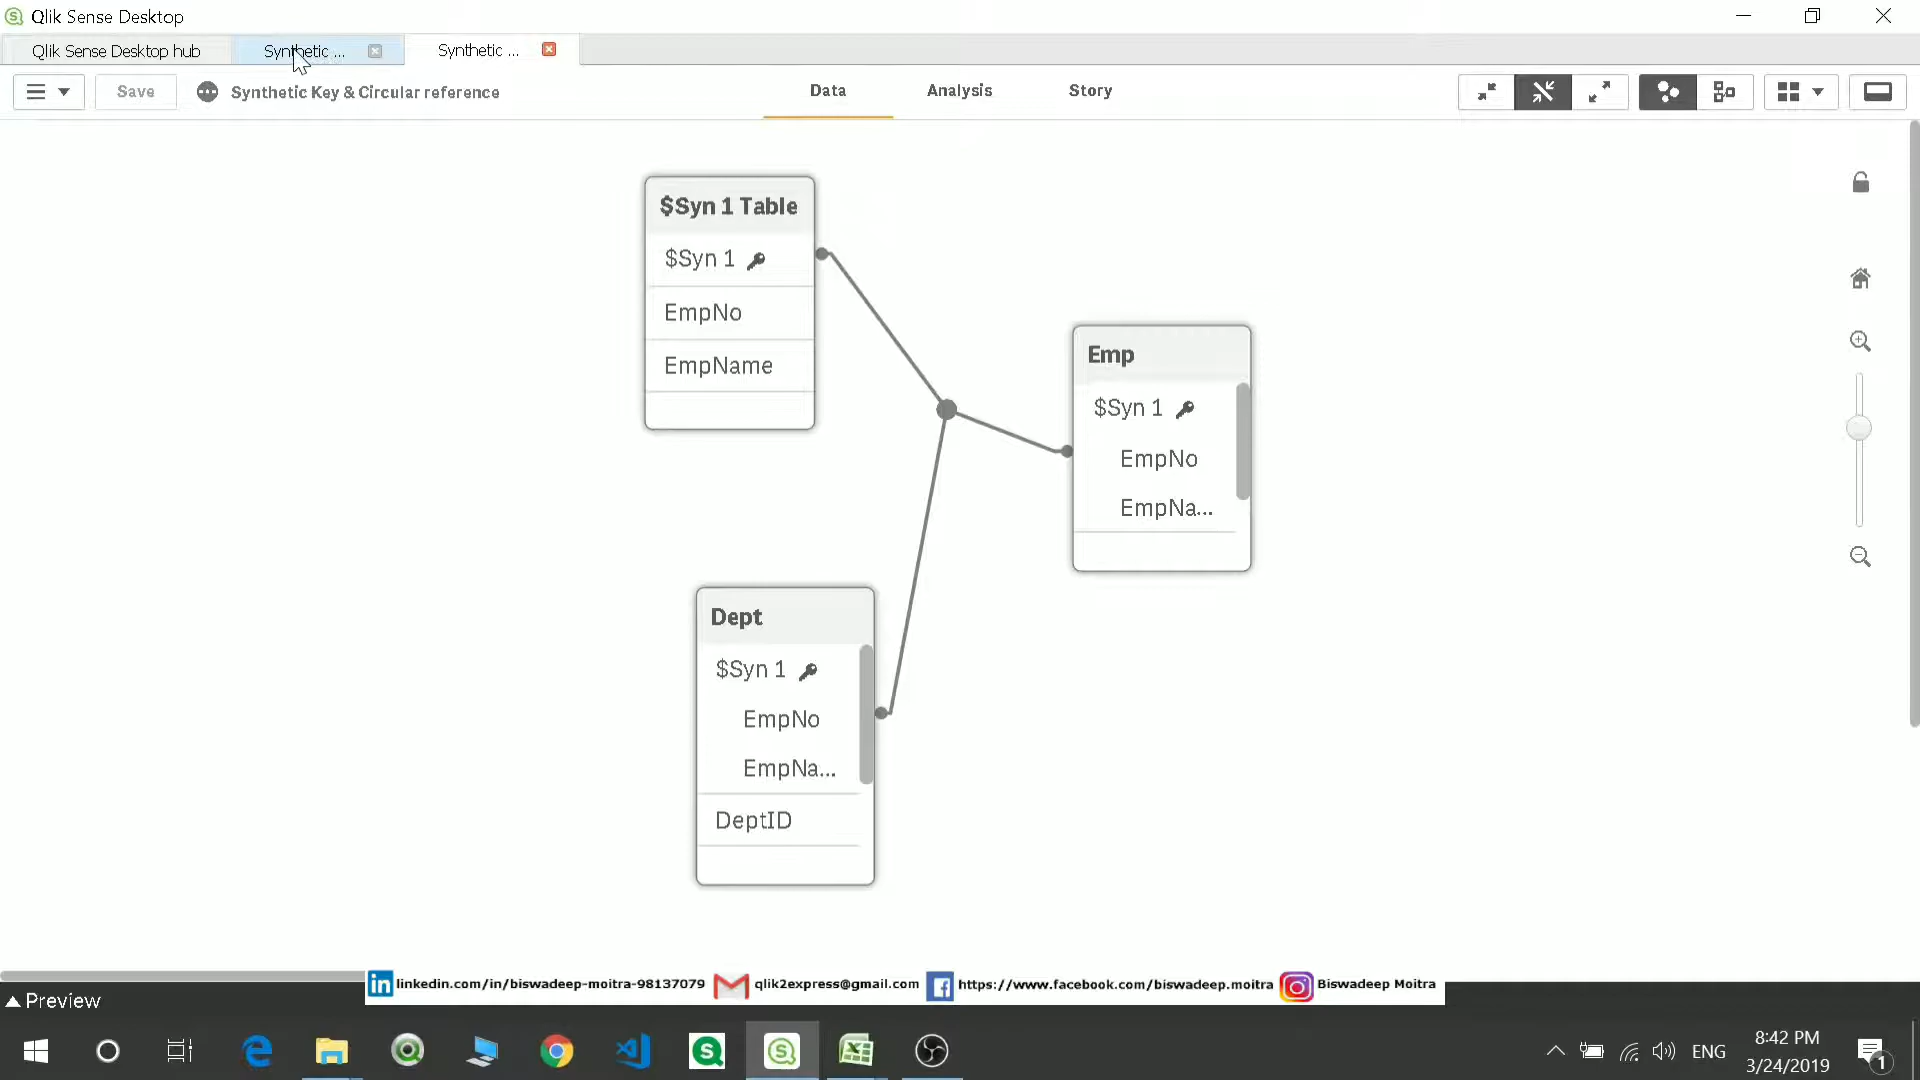 Qlik Sense Desktop
Qlik Sense Desktop hub
Synthetic ...
Synthetic ...
Save
Synthetic Key & Circular reference
Data
Analysis
Story
$Syn 1 Table
$Syn 1
EmpNo
EmpName
Emp
$Syn 1
EmpNo
EmpNa...
Dept
$Syn 1
EmpNo
EmpNa...
DeptID
linkedin.com/in/biswadeep-moitra-98137079
qlik2express@gmail.com
https://www.facebook.com/biswadeep.moitra
Biswadeep Moitra
Preview
ENG
8:42 PM
3/24/2019
1